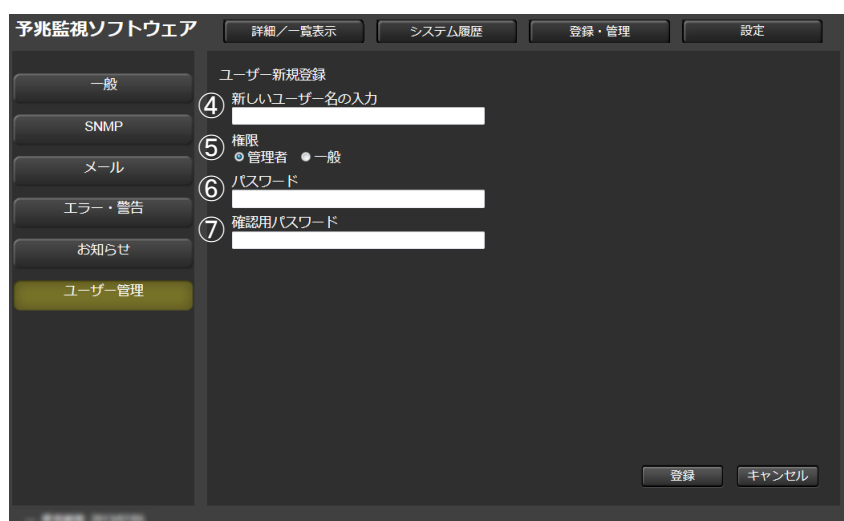 予兆監視ソフトウェア
詳細/一覧表示
システム履歴
登録・管理
設定
一般
SNMP
メール
エラー・警告
お知らせ
ユーザー管理
ユーザー新規登録
④ 新しいユーザー名の入力
⑤ 権限
管理者 一般
⑥ パスワード
⑦ 確認用パスワード
登録 キャンセル